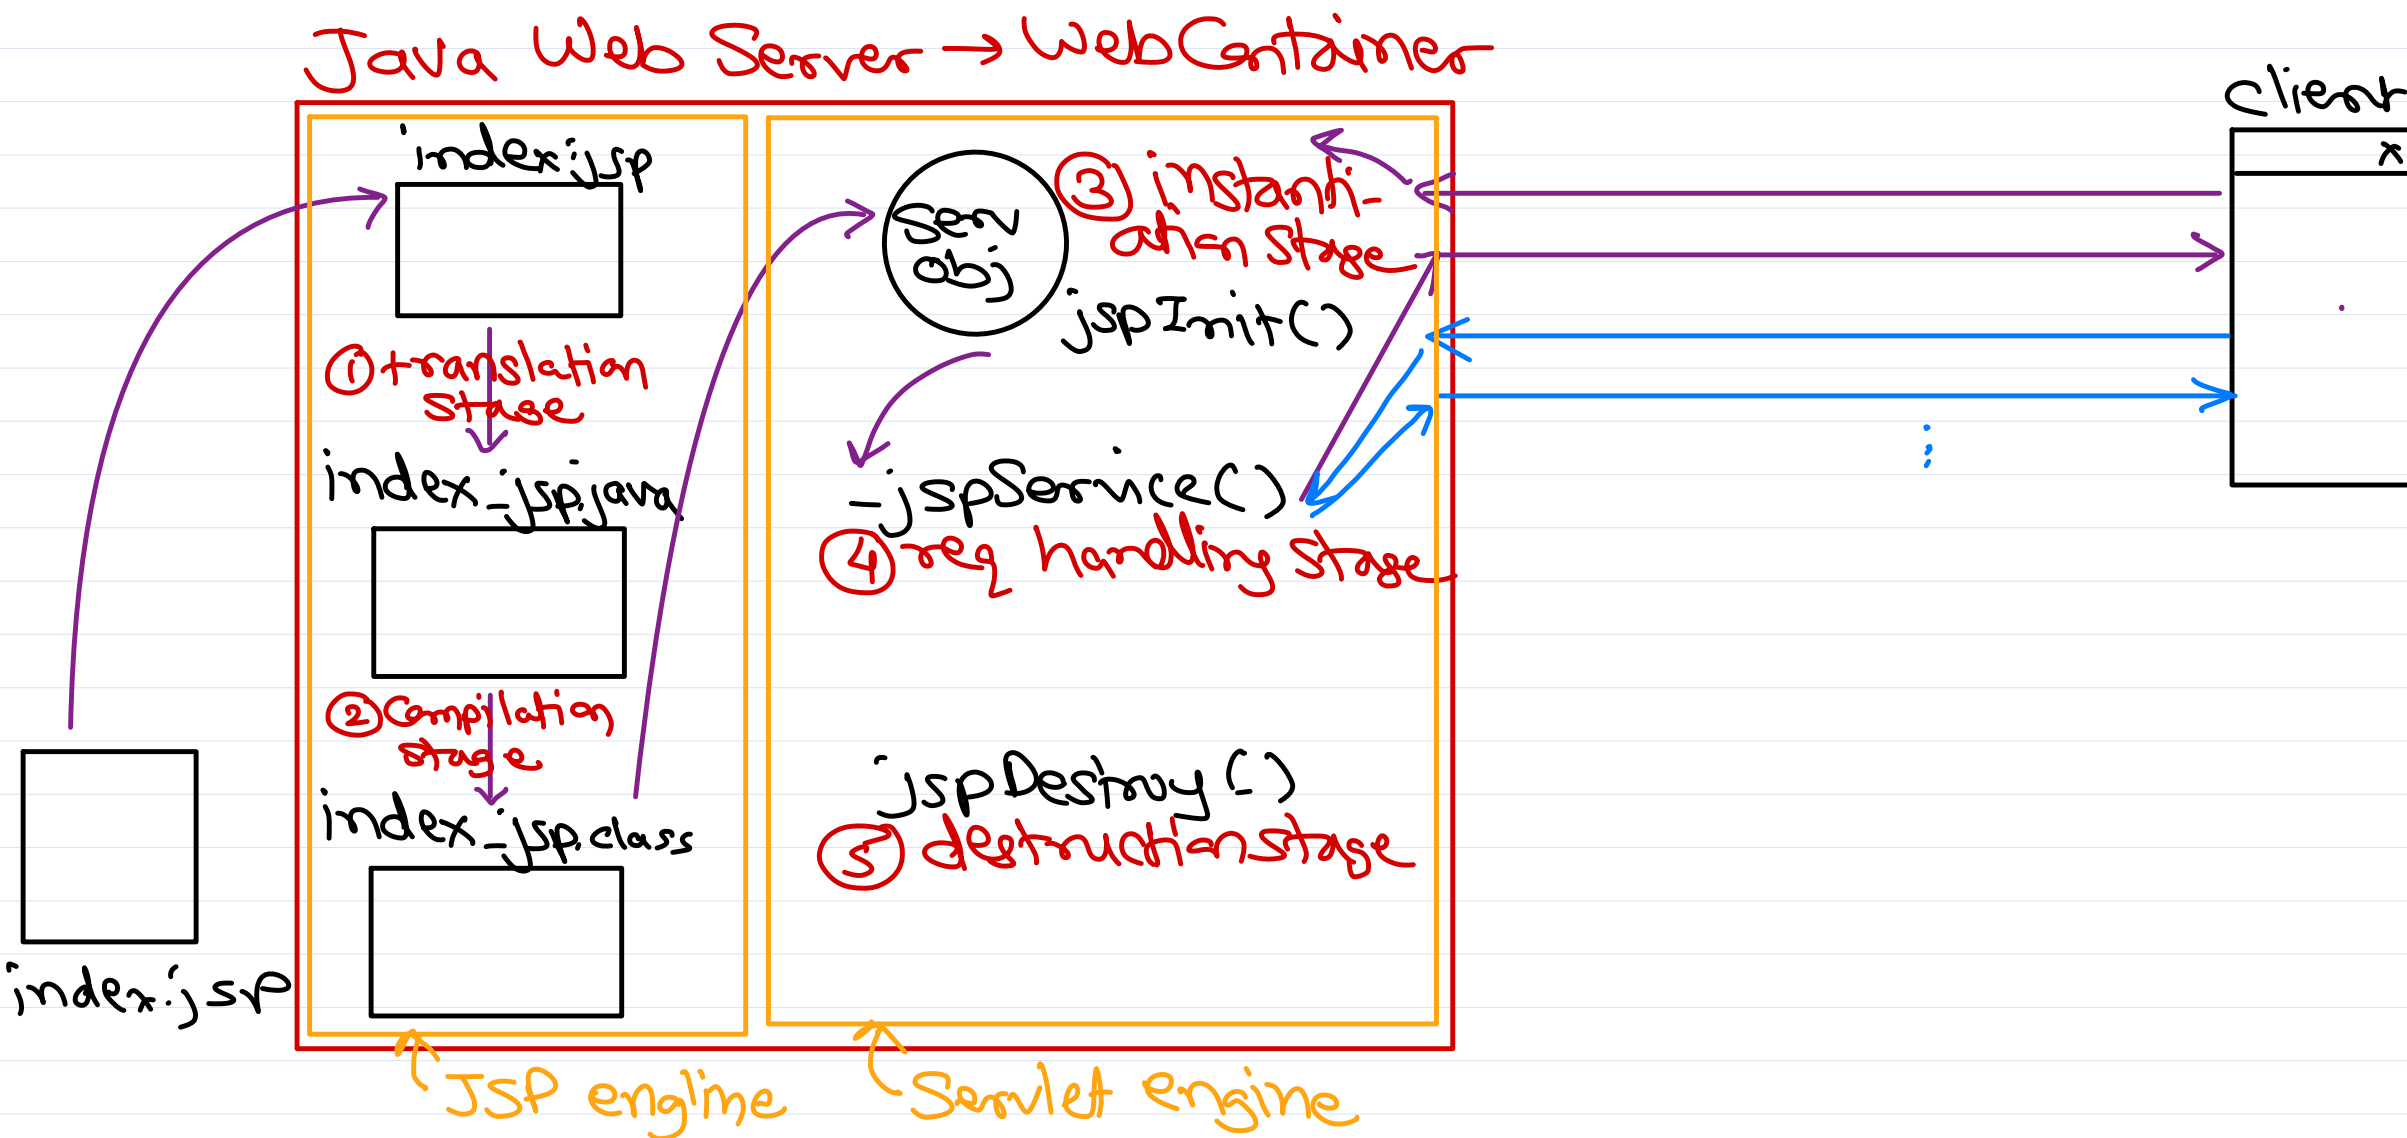 Java Web Server → WebContainer
client
x
index.jsp
① translation
stage
index_jsp.java
② Compilation
stage
index_jsp.class
index.jsp
Serv
obj
③ instanti-
ation stage
jspInit()
_jspService()
④ req handling stage
jspDestroy()
⑤ destruction stage
JSP engine
Servlet engine